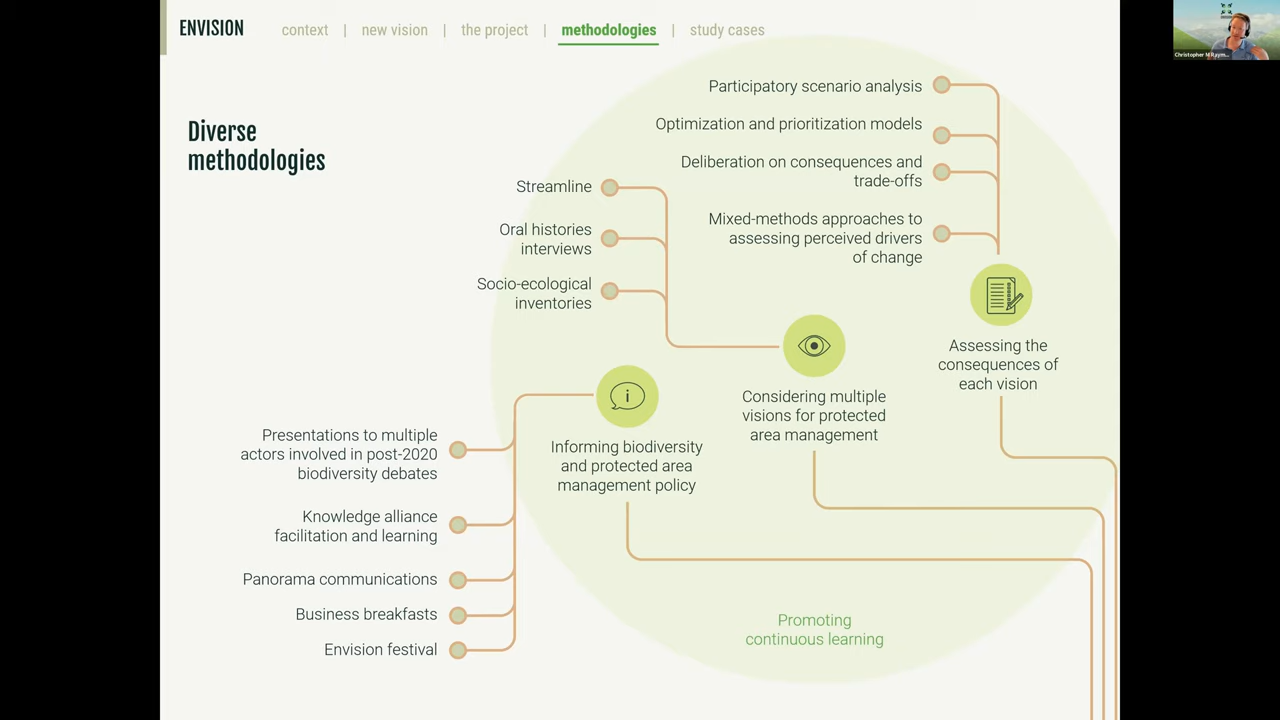 ENVISION
context | new vision | the project | methodologies | study cases
Diverse
methodologies
Participatory scenario analysis
Optimization and prioritization models
Deliberation on consequences and
trade-offs
Mixed-methods approaches to
assessing perceived drivers
of change
Streamline
Oral histories
interviews
Socio-ecological
inventories
Assessing the
consequences of
each vision
Considering multiple
visions for protected
area management
Informing biodiversity
and protected area
management policy
Presentations to multiple
actors involved in post-2020
biodiversity debates
Knowledge alliance
facilitation and learning
Panorama communications
Business breakfasts
Envision festival
Promoting
continuous learning
Christopher M Raym...